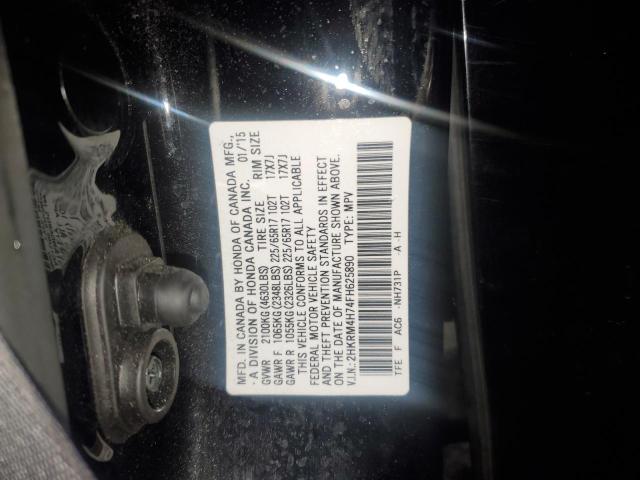 MFD. IN CANADA BY HONDA OF CANADA MFG.,
- A DIVISION OF HONDA CANADA INC. 01/'15
GVWR 2100KG(4630LBS) TIRE SIZE RIM SIZE
GAWR F 1065KG(2348LBS) 225/65R17 102T 17X7J
GAWR R 1055KG(2326LBS) 225/65R17 102T 17X7J
THIS VEHICLE CONFORMS TO ALL APPLICABLE
FEDERAL MOTOR VEHICLE SAFETY
AND THEFT PREVENTION STANDARDS IN EFFECT
ON THE DATE OF MANUFACTURE SHOWN ABOVE.
V.I.N.: 2HKRM4H74FH625890 TYPE: MPV
TFE F AC6 -NH731P -A -H